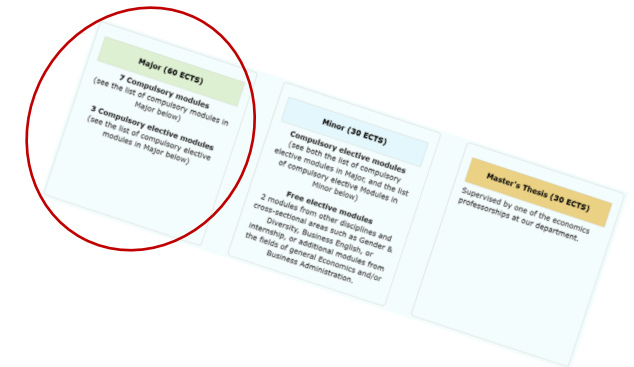 Major (60 ECTS)
7 Compulsory modules
(see the list of compulsory modules in
Major below)
3 Compulsory elective modules
(see the list of compulsory elective
modules in Major below)
Minor (30 ECTS)
Compulsory elective modules
(see both the list of compulsory
elective modules in Major, and the list
of compulsory elective Modules in
Minor below)
Free elective modules
2 modules from other disciplines and
cross-sectional areas such as Gender &
Diversity, Business English, or
internship, or additional modules from
the fields of general Economics and/or
Business Administration.
Master's Thesis (30 ECTS)
Supervised by one of the economics
professorships at our department.